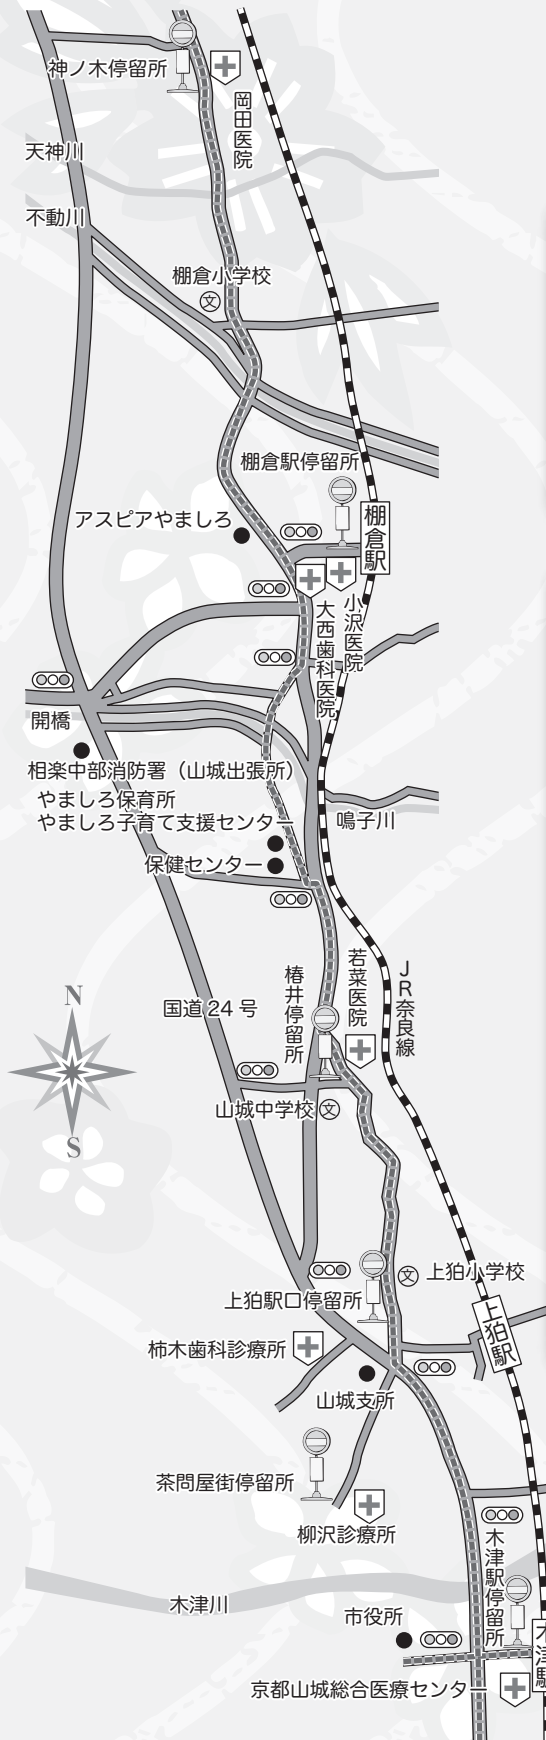 神ノ木停留所
岡田医院
天神川
不動川
棚倉小学校
文
棚倉駅停留所
アスピアやましろ
棚倉駅
小沢医院
大西歯科医院
開橋
相楽中部消防署（山城出張所）
やましろ保育所
やましろ子育て支援センター
鳴子川
保健センター
若菜医院
JR奈良線
椿井停留所
N
国道24号
S
山城中学校 文
文 上狛小学校
上狛駅口停留所
上狛駅
柿木歯科診療所
山城支所
茶問屋街停留所
柳沢診療所
木津駅停留所
木津川
市役所
木津駅
京都山城総合医療センター